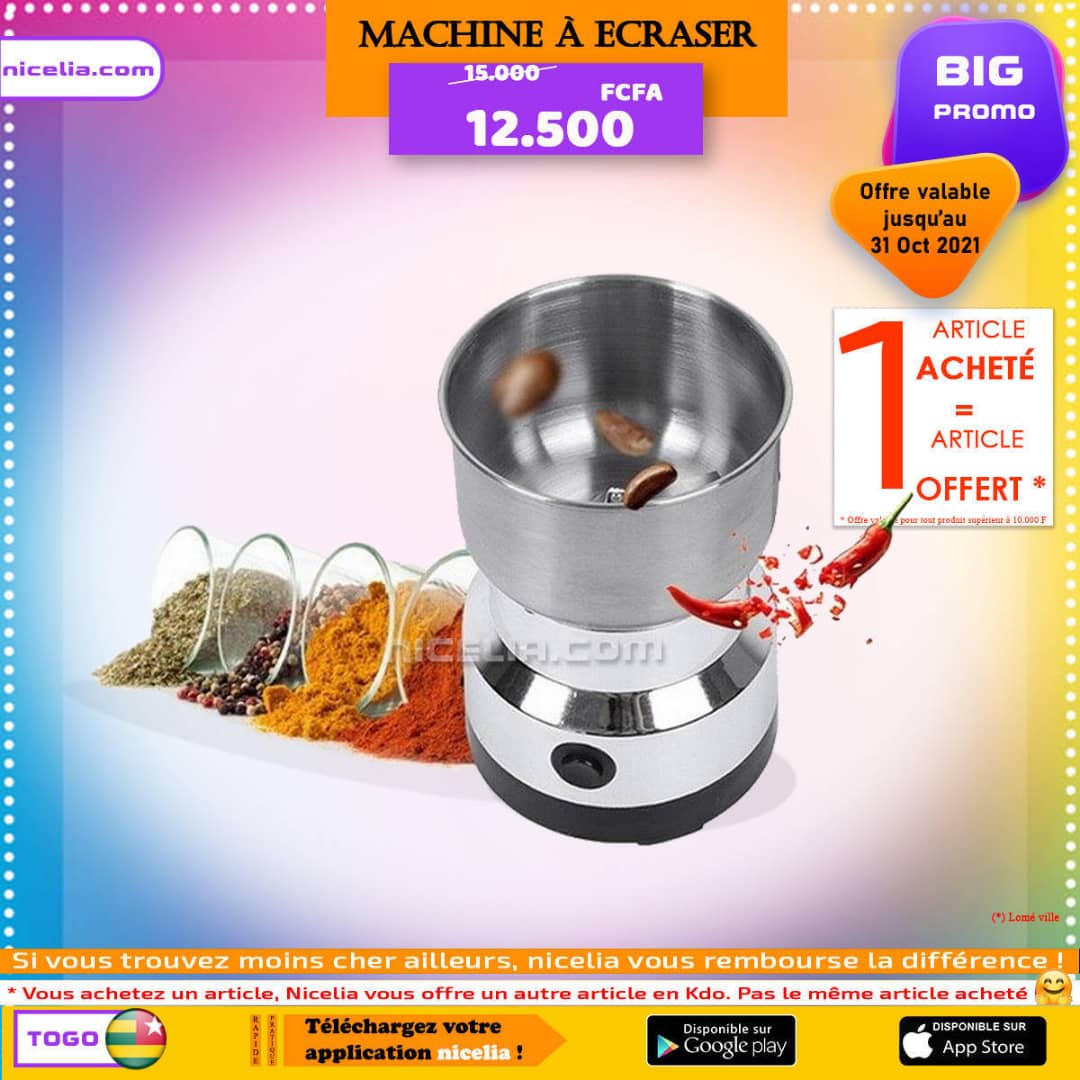 MACHINE À ECRASER
nicelia.com
15.000
FCFA
12.500
BIG
PROMO
Offre valable
jusqu'au
31 Oct 2021
1
ARTICLE
ACHETÉ
=
ARTICLE
OFFERT *
* Offre pour tout produit supérieur à 10.000 F
NICELIA.COM
(*) Lomé ville
Si vous trouvez moins cher ailleurs, nicelia vous rembourse la différence !
* Vous achetez un article, Nicelia vous offre un autre article en Kdo. Pas le même article acheté
TOGO
RAPIDE
PRATIQUE
Téléchargez votre
application nicelia !
Disponible sur
Google play
DISPONIBLE SUR
App Store